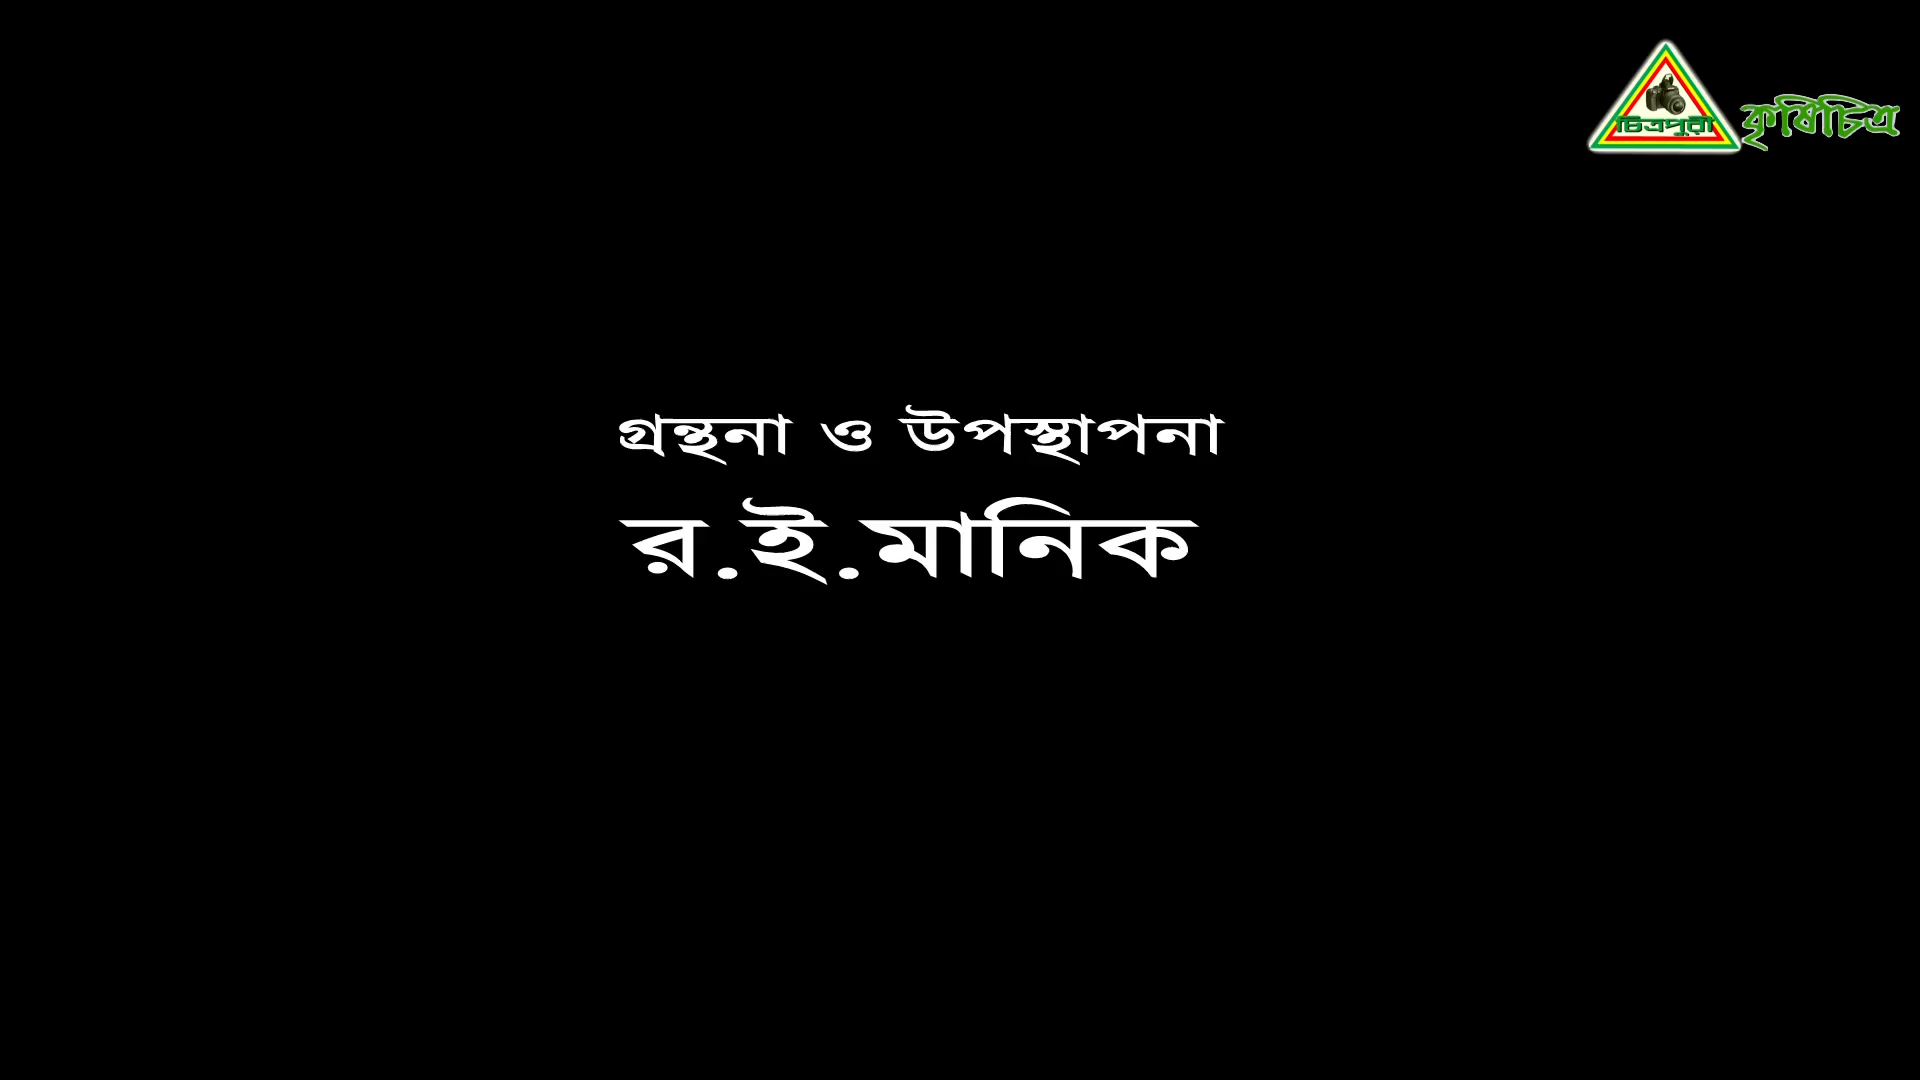 চিত্রপুরী কৃষিচিত্র
গ্রন্থনা ও উপস্থাপনা
র.ই.মানিক